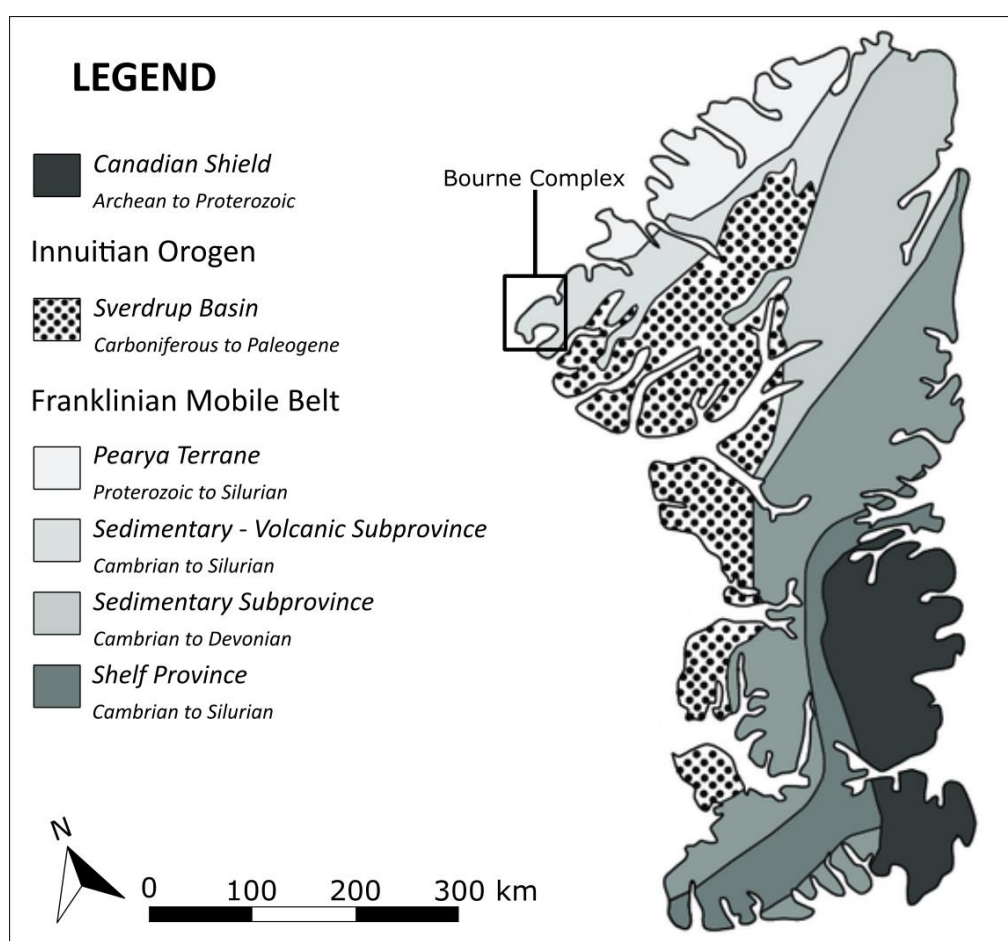 LEGEND
Canadian Shield
Archean to Proterozoic
Innuitian Orogen
Sverdrup Basin
Carboniferous to Paleogene
Franklinian Mobile Belt
Pearya Terrane
Proterozoic to Silurian
Sedimentary - Volcanic Subprovince
Cambrian to Silurian
Sedimentary Subprovince
Cambrian to Devonian
Shelf Province
Cambrian to Silurian
Bourne Complex
N
0 100 200 300 km